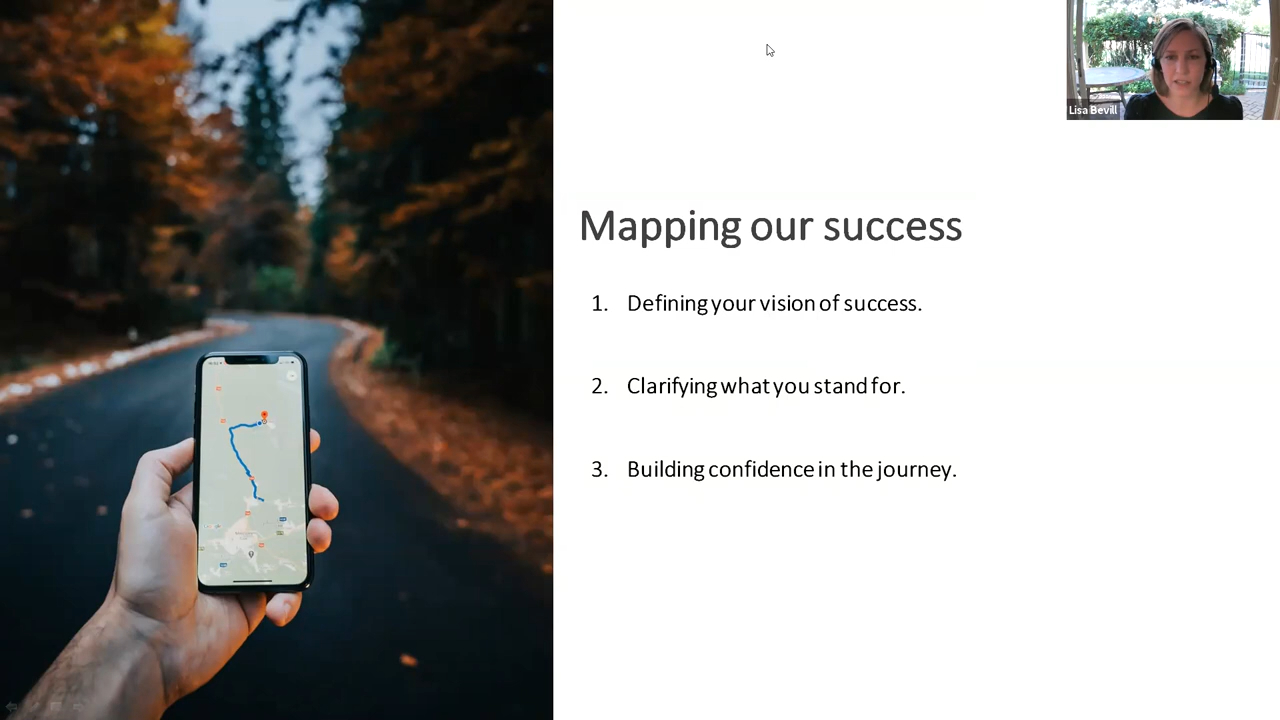 Lisa Bevill
Mapping our success
1. Defining your vision of success.
2. Clarifying what you stand for.
3. Building confidence in the journey.